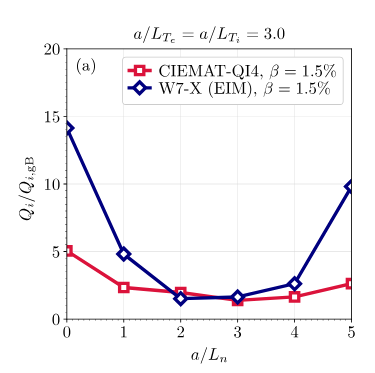 a/L_{T_e} = a/L_{T_i} = 3.0
(a)
CIEMAT-QI4, β = 1.5%
W7-X (EIM), β = 1.5%
20
15
10
5
0
Q_i/Q_{i,gB}
0 1 2 3 4 5
a/L_n